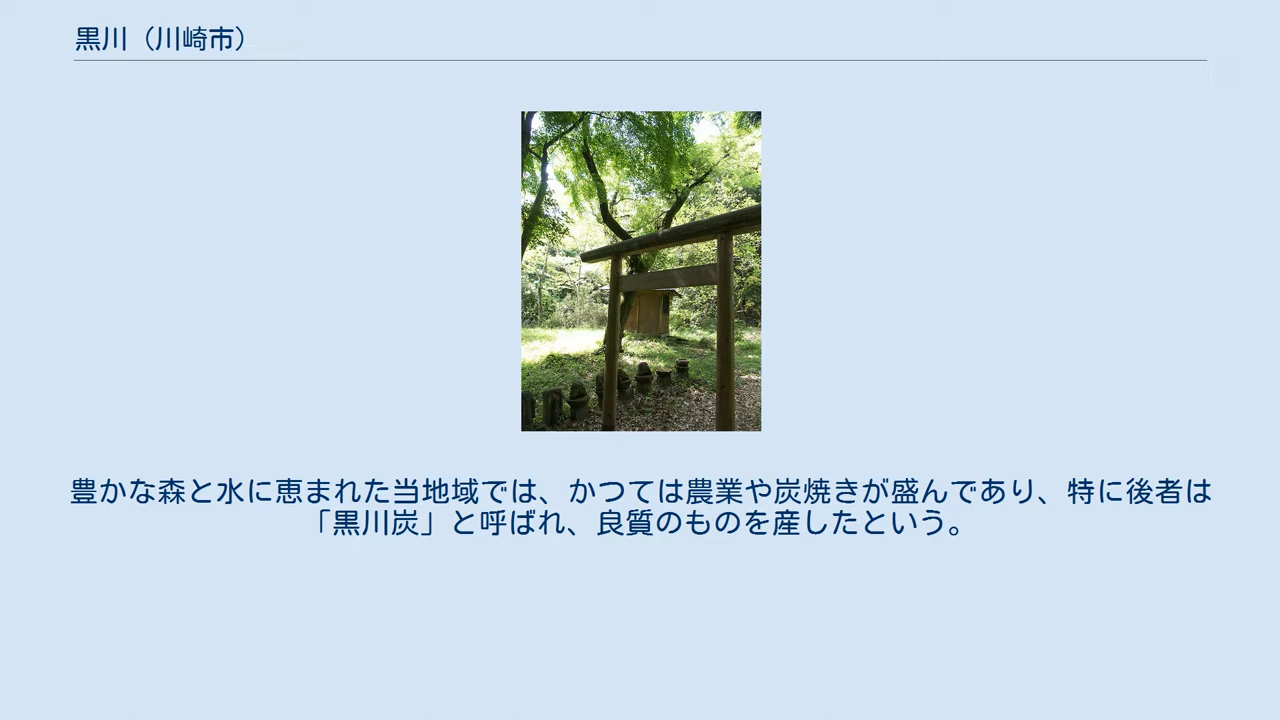 黒川（川崎市）
豊かな森と水に恵まれた当地域では、かつては農業や炭焼きが盛んであり、特に後者は
「黒川炭」と呼ばれ、良質のものを産したという。